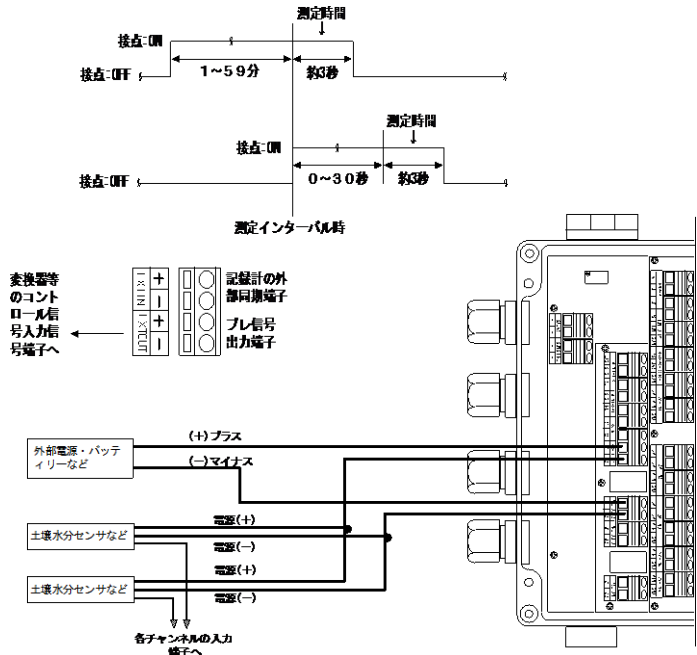 測定時間
接点:ON
接点:OFF
1～59分
約3秒
測定時間
接点:ON
接点:OFF
0～30秒
約3秒
測定インターバル時
変換器等
のコント
ロール信
号入力信
号端子へ
+
−
+
−
記録計の外
部同期端子
プレ信号
出力端子
(+)プラス
外部電源・バッテ
ィリーなど
(−)マイナス
電源(+)
土壌水分センサなど
電源(−)
電源(+)
土壌水分センサなど
電源(−)
各チャンネルの入力
端子へ